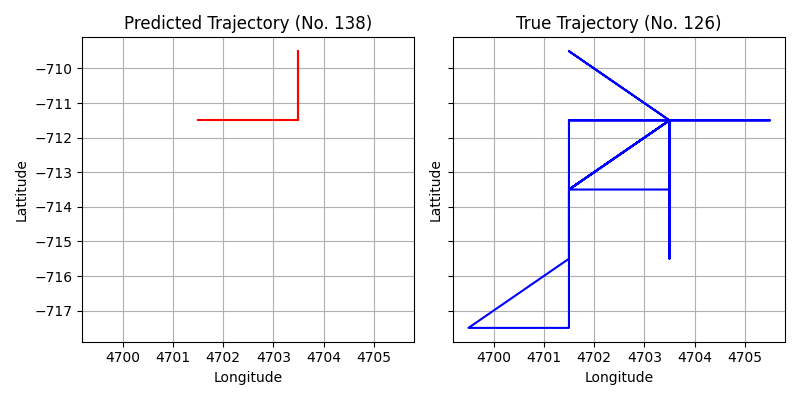 Predicted Trajectory (No. 138)
True Trajectory (No. 126)
−710
−711
−712
−713
−714
−715
−716
−717
Lattitude
Lattitude
4700 4701 4702 4703 4704 4705
4700 4701 4702 4703 4704 4705
Longitude
Longitude